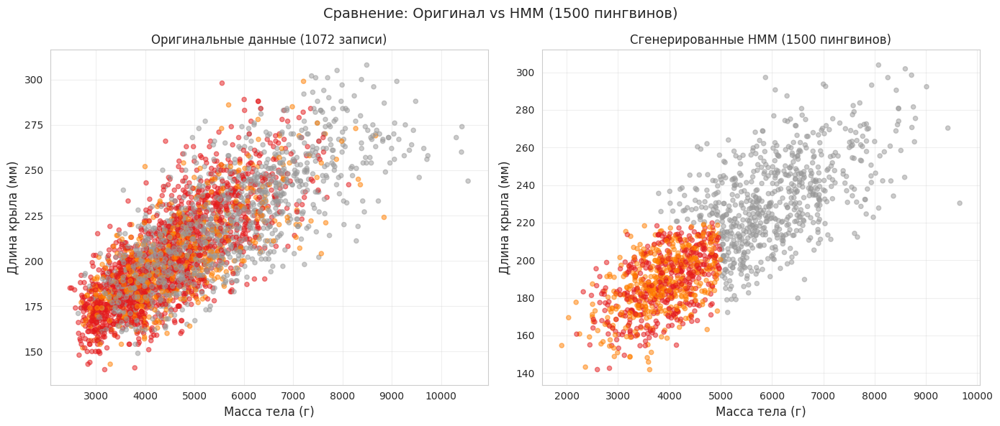 Сравнение: Оригинал vs HMM (1500 пингвинов)
Оригинальные данные (1072 записи)
Длина крыла (мм)
300
275
250
225
200
175
150
3000 4000 5000 6000 7000 8000 9000 10000
Масса тела (г)
Сгенерированные HMM (1500 пингвинов)
Длина крыла (мм)
300
280
260
240
220
200
180
160
140
2000 3000 4000 5000 6000 7000 8000 9000 10000
Масса тела (г)